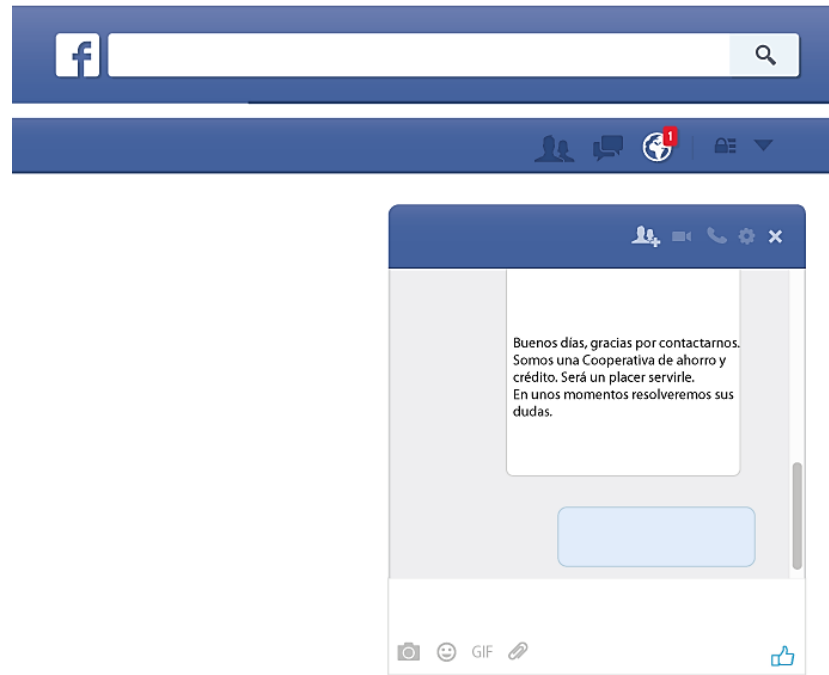 f
1
Buenos días, gracias por contactarnos.
Somos una Cooperativa de ahorro y
crédito. Será un placer servirle.
En unos momentos resolveremos sus
dudas.
GIF